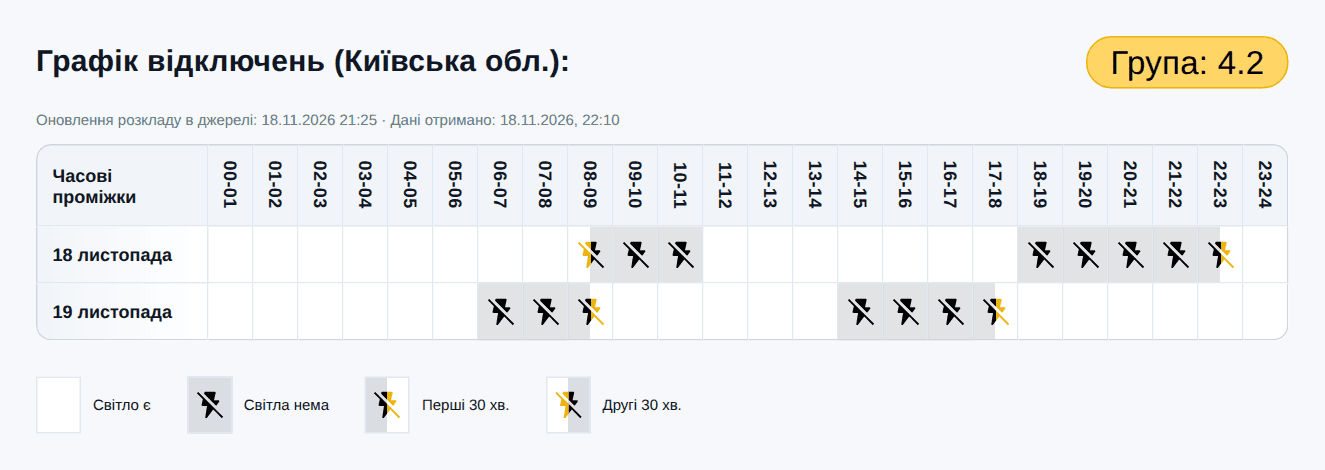 Графік відключень (Київська обл.):
Група: 4.2
Оновлення розкладу в джерелі: 18.11.2026 21:25 · Дані отримано: 18.11.2026, 22:10
Часові
проміжки
00-01
01-02
02-03
03-04
04-05
05-06
06-07
07-08
08-09
09-10
10-11
11-12
12-13
13-14
14-15
15-16
16-17
17-18
18-19
19-20
20-21
21-22
22-23
23-24
18 листопада
19 листопада
Світло є
Світла нема
Перші 30 хв.
Другі 30 хв.